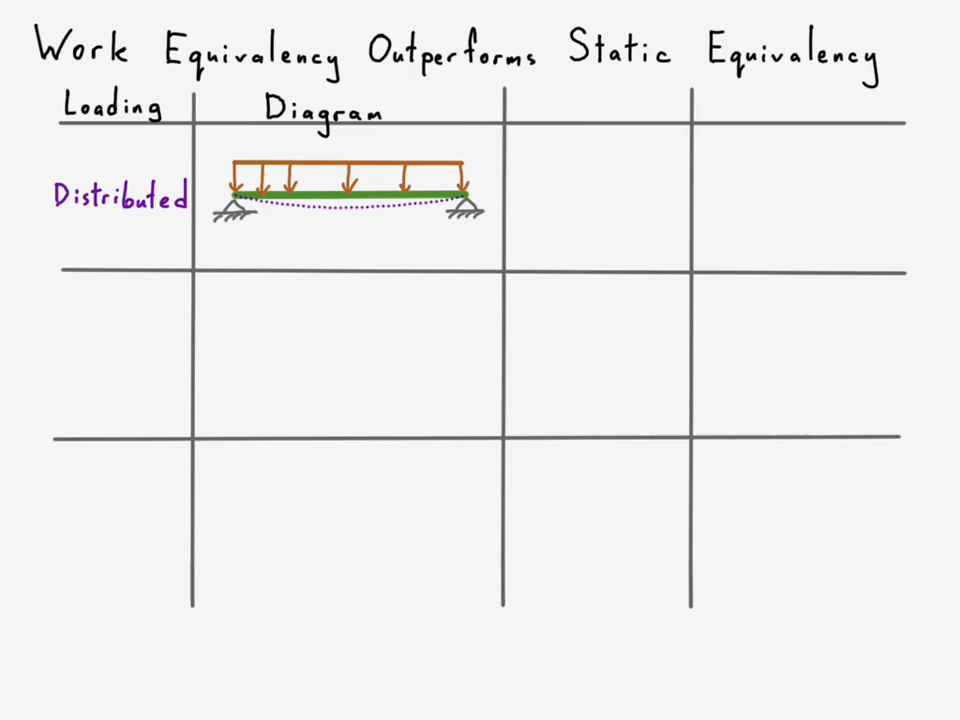 Work Equivalency Outperforms Static Equivalency
Loading Diagram
Distributed